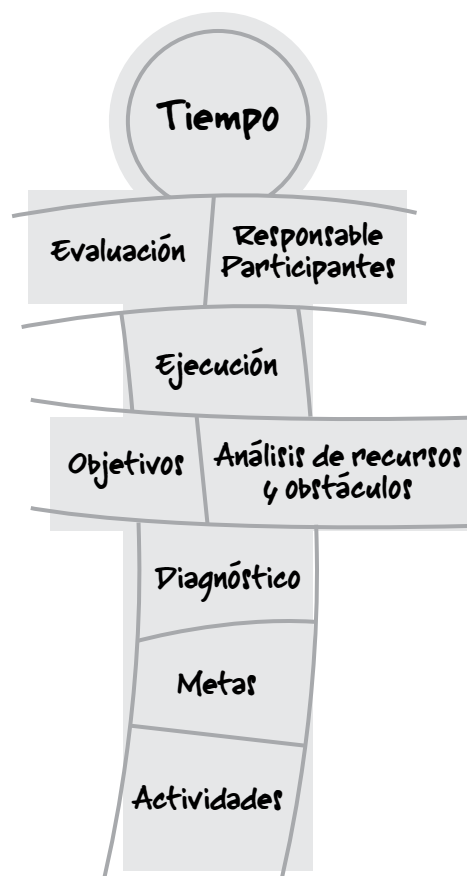 Tiempo
Evaluación
Responsable
Participantes
Ejecución
Objetivos
Análisis de recursos
y obstáculos
Diagnóstico
Metas
Actividades